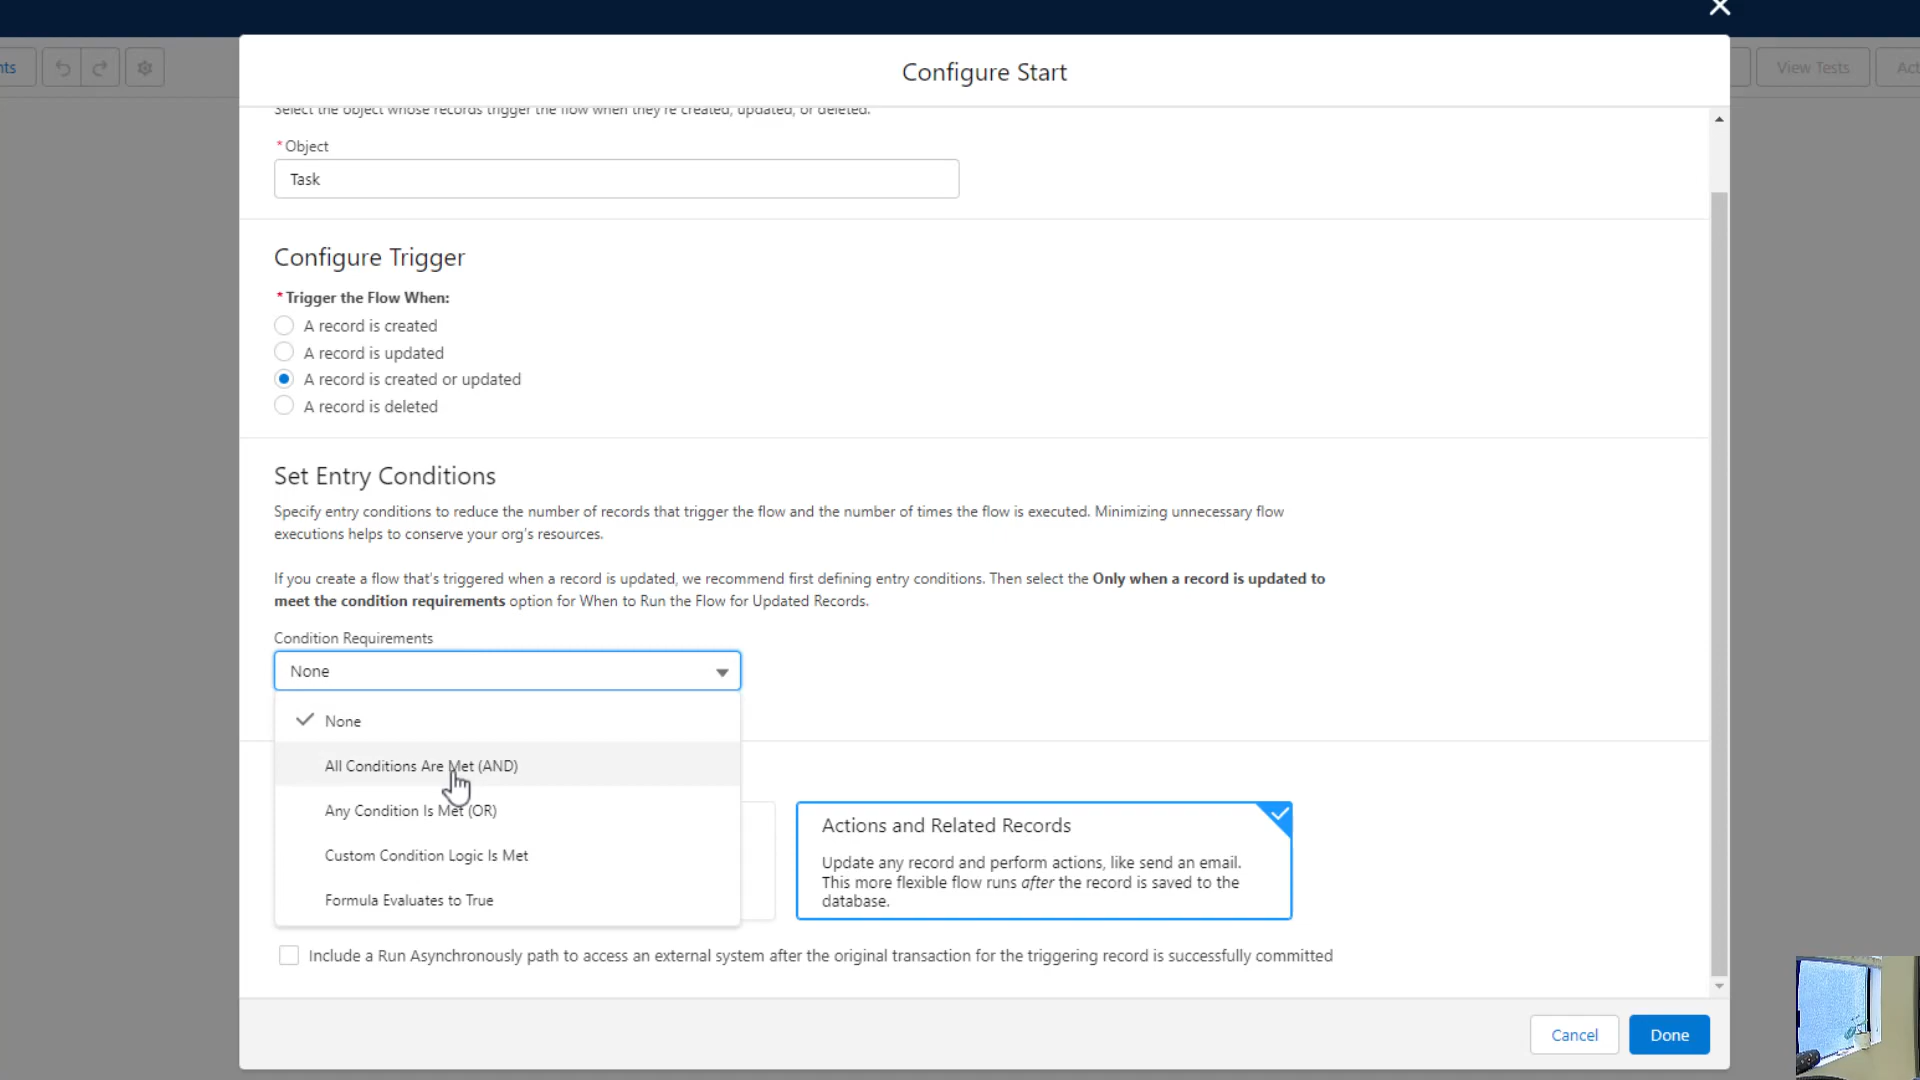 nts
View Tests
Act
Configure Start
Select the object whose records trigger the flow when they're created, updated, or deleted.
*Object
Task
Configure Trigger
*Trigger the Flow When:
A record is created
A record is updated
A record is created or updated
A record is deleted
Set Entry Conditions
Specify entry conditions to reduce the number of records that trigger the flow and the number of times the flow is executed. Minimizing unnecessary flow
executions helps to conserve your org's resources.
If you create a flow that's triggered when a record is updated, we recommend first defining entry conditions. Then select the Only when a record is updated to
meet the condition requirements option for When to Run the Flow for Updated Records.
Condition Requirements
None
None
All Conditions Are Met (AND)
Any Condition Is Met (OR)
Custom Condition Logic Is Met
Formula Evaluates to True
Actions and Related Records
Update any record and perform actions, like send an email.
This more flexible flow runs after the record is saved to the
database.
Include a Run Asynchronously path to access an external system after the original transaction for the triggering record is successfully committed
Cancel
Done